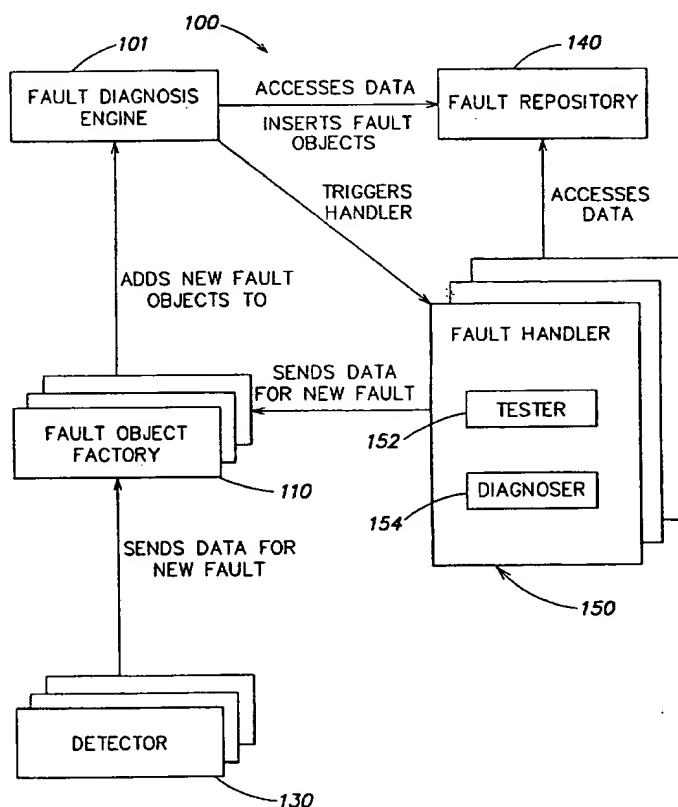 100
101
140
FAULT DIAGNOSIS
ENGINE
ACCESSES DATA
INSERTS FAULT
OBJECTS
FAULT REPOSITORY
TRIGGERS
HANDLER
ACCESSES
DATA
ADDS NEW FAULT
OBJECTS TO
FAULT HANDLER
SENDS DATA
FOR NEW FAULT
TESTER
152
FAULT OBJECT
FACTORY
110
DIAGNOSER
154
SENDS DATA FOR
NEW FAULT
150
DETECTOR
130